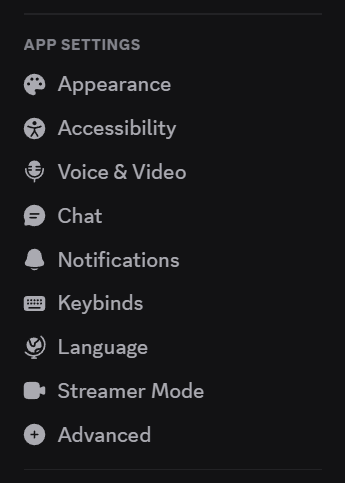 APP SETTINGS
Appearance
Accessibility
Voice & Video
Chat
Notifications
Keybinds
Language
Streamer Mode
Advanced